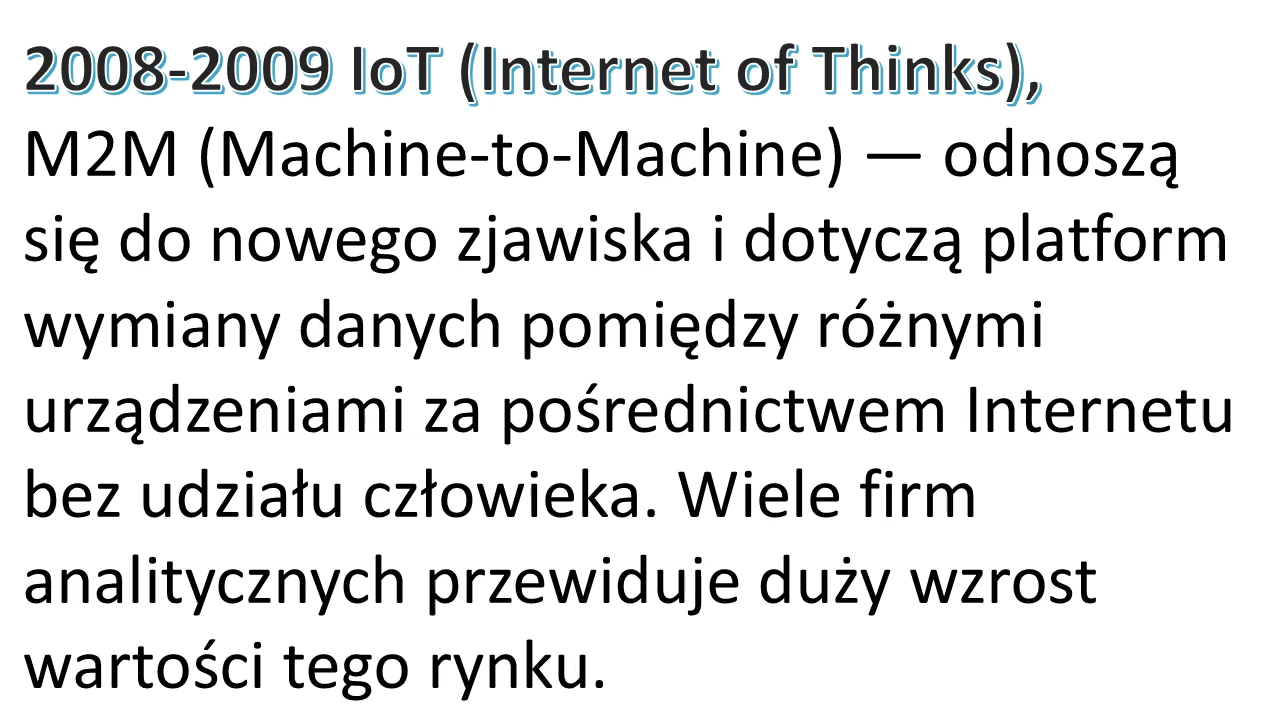 2008-2009 IoT (Internet of Thinks),
M2M (Machine-to-Machine) — odnoszą
się do nowego zjawiska i dotyczą platform
wymiany danych pomiędzy różnymi
urządzeniami za pośrednictwem Internetu
bez udziału człowieka. Wiele firm
analitycznych przewiduje duży wzrost
wartości tego rynku.